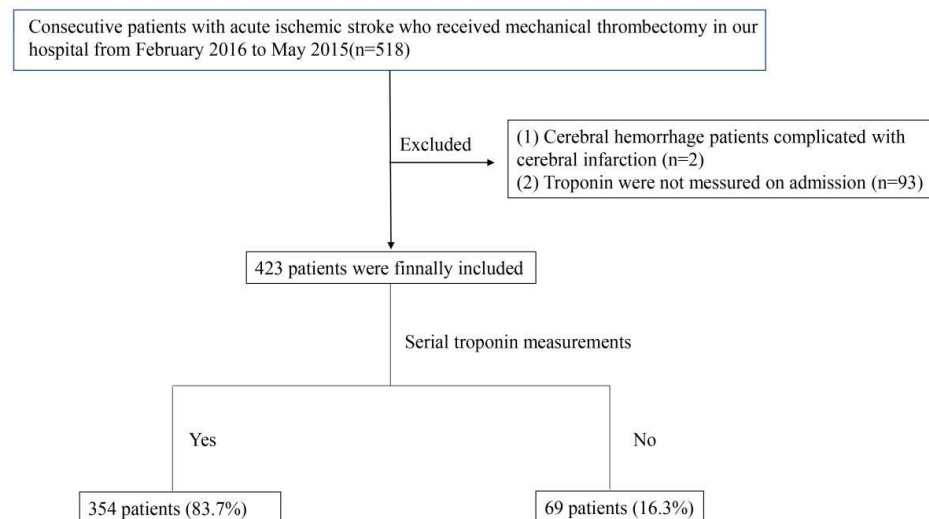 Consecutive patients with acute ischemic stroke who received mechanical thrombectomy in our
hospital from February 2016 to May 2015(n=518)
Excluded
(1) Cerebral hemorrhage patients complicated with
cerebral infarction (n=2)
(2) Troponin were not messured on admission (n=93)
423 patients were finnally included
Serial troponin measurements
Yes
No
354 patients (83.7%)
69 patients (16.3%)